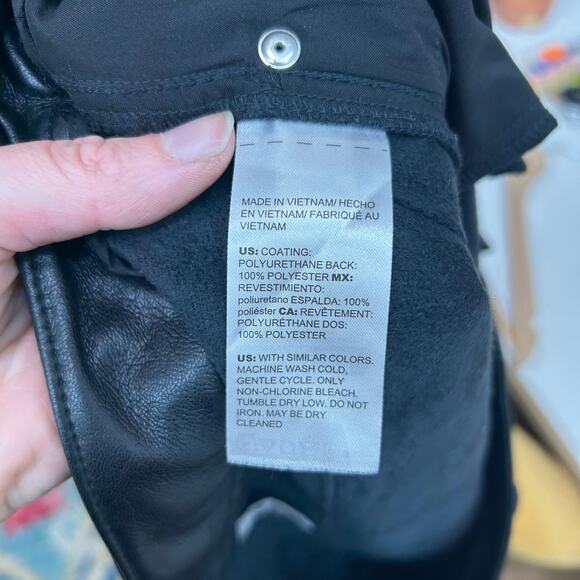 MADE IN VIETNAM/ HECHO
EN VIETNAM/ FABRIQUÉ AU
VIETNAM
US: COATING:
POLYURETHANE BACK:
100% POLYESTER MX:
REVESTIMIENTO:
poliuretano ESPALDA: 100%
poliéster CA: REVÊTEMENT:
POLYURÉTHANE DOS:
100% POLYESTER
US: WITH SIMILAR COLORS.
MACHINE WASH COLD,
GENTLE CYCLE. ONLY
NON-CHLORINE BLEACH.
TUMBLE DRY LOW. DO NOT
IRON. MAY BE DRY
CLEANED